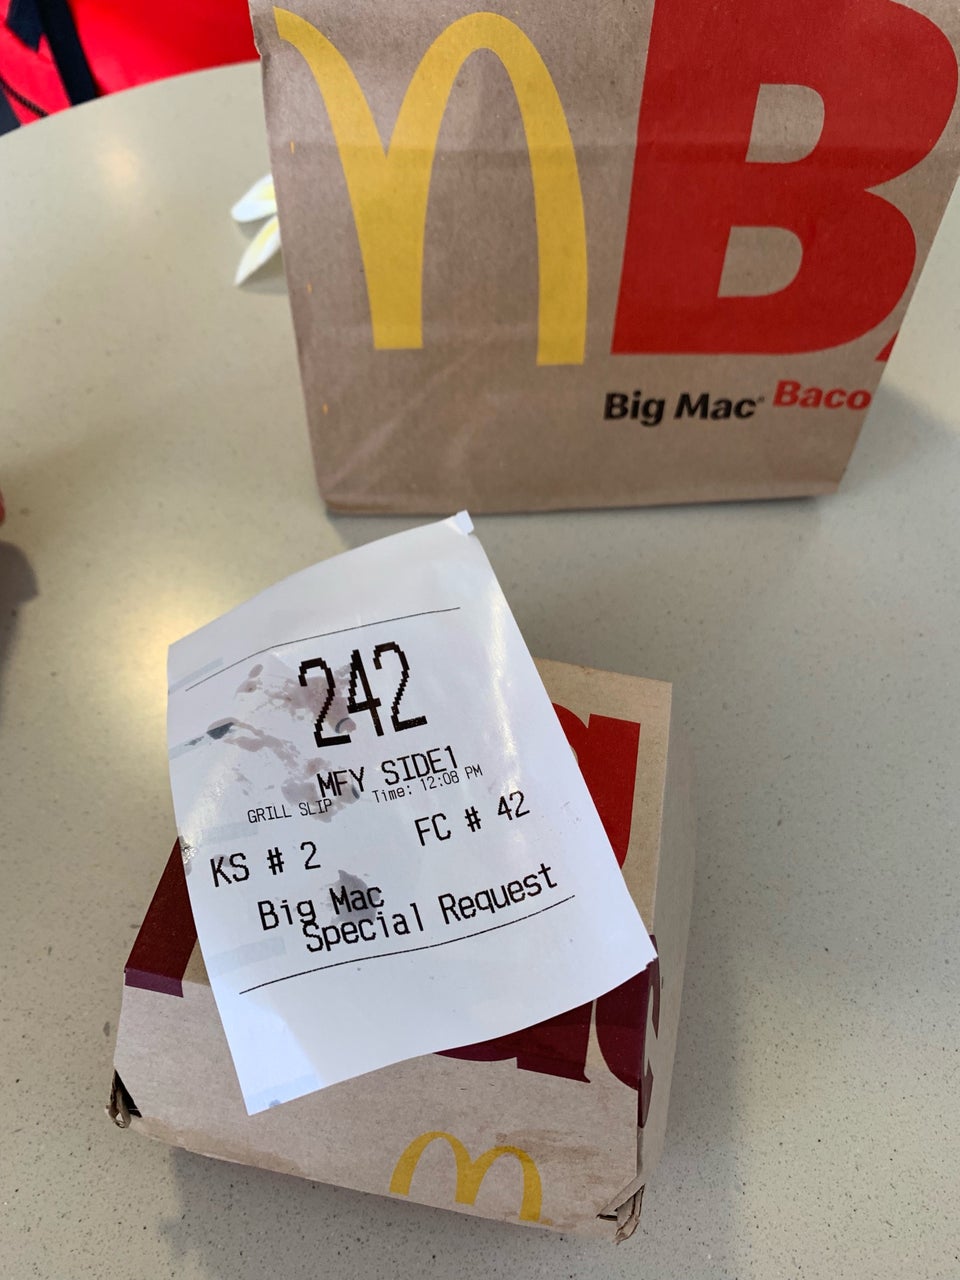 B
Big Mac® Baco
242
MFY SIDE1
GRILL SLIP Time: 12:08 PM
KS # 2 FC # 42
Big Mac
Special Request